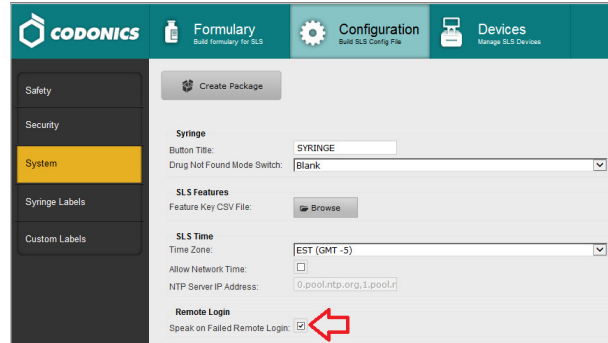 CODONICS
Formulary
Build formulary for SLS
Configuration
Build SLS Config File
Devices
Manage SLS Devices
Safety
Security
System
Syringe Labels
Custom Labels
Create Package
Syringe
Button Title: SYRINGE
Drug Not Found Mode Switch: Blank
SLS Features
Feature Key CSV File: Browse
SLS Time
Time Zone: EST (GMT -5)
Allow Network Time:
NTP Server IP Address: 0.pool.ntp.org,1.pool.r
Remote Login
Speak on Failed Remote Login: